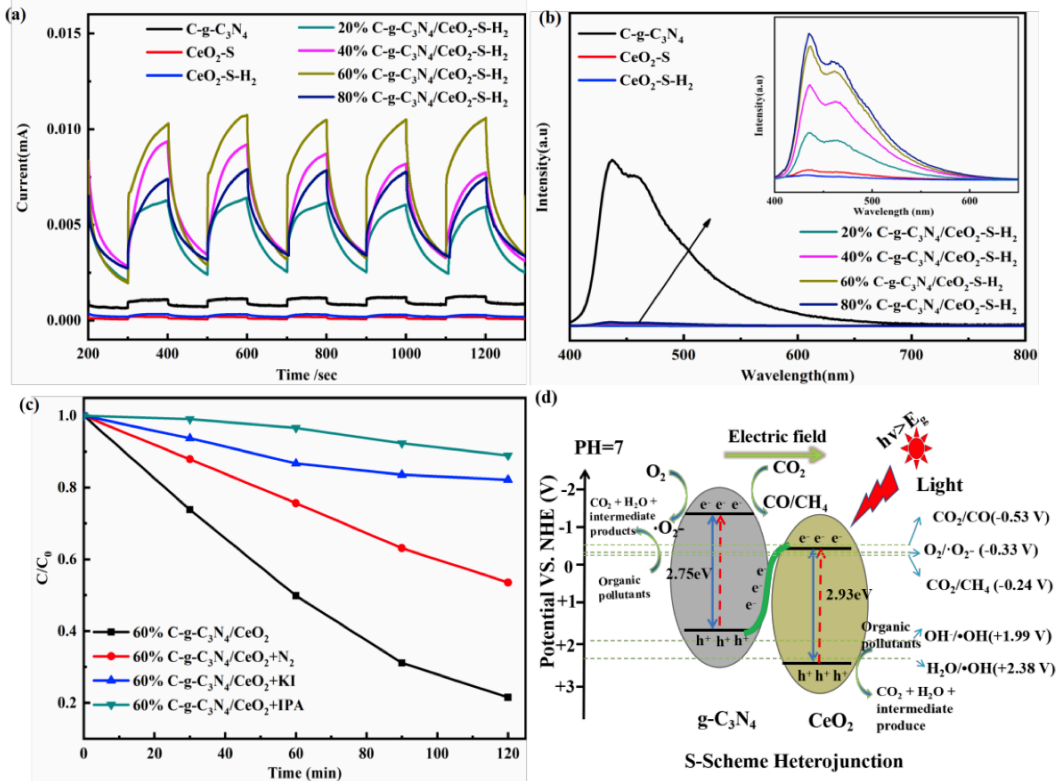 (a)
0.015
0.010
0.005
0.000
Current(mA)
C-g-C₃N₄
CeO₂-S
CeO₂-S-H₂
20% C-g-C₃N₄/CeO₂-S-H₂
40% C-g-C₃N₄/CeO₂-S-H₂
60% C-g-C₃N₄/CeO₂-S-H₂
80% C-g-C₃N₄/CeO₂-S-H₂
200 400 600 800 1000 1200
Time /sec
(b)
Intensity(a.u)
C-g-C₃N₄
CeO₂-S
CeO₂-S-H₂
Intensity(a.u)
400 500 600
Wavelength (nm)
20% C-g-C₃N₄/CeO₂-S-H₂
40% C-g-C₃N₄/CeO₂-S-H₂
60% C-g-C₃N₄/CeO₂-S-H₂
80% C-g-C₃N₄/CeO₂-S-H₂
400 500 600 700 800
Wavelength(nm)
(c)
1.0
0.8
0.6
0.4
0.2
C/C₀
60% C-g-C₃N₄/CeO₂
60% C-g-C₃N₄/CeO₂+N₂
60% C-g-C₃N₄/CeO₂+KI
60% C-g-C₃N₄/CeO₂+IPA
0 20 40 60 80 100 120
Time (min)
(d)
PH=7
Electric field
hv>E_g
Light
O₂
CO₂
CO/CH₄
·O₂-
CO₂ + H₂O +
intermediate
products
Organic
pollutants
Potential VS. NHE (V)
-2
-1
0
+1
+2
+3
e⁻ e⁻ e⁻
2.75eV
h⁺ h⁺ h⁺
e⁻
e⁻
e⁻
e⁻ e⁻ e⁻
2.93eV
h⁺ h⁺ h⁺
CO₂/CO(-0.53 V)
O₂/·O₂- (-0.33 V)
CO₂/CH₄ (-0.24 V)
Organic
pollutants
OH-/•OH(+1.99 V)
H₂O/•OH(+2.38 V)
CO₂ + H₂O +
intermediate
produce
g-C₃N₄
CeO₂
S-Scheme Heterojunction